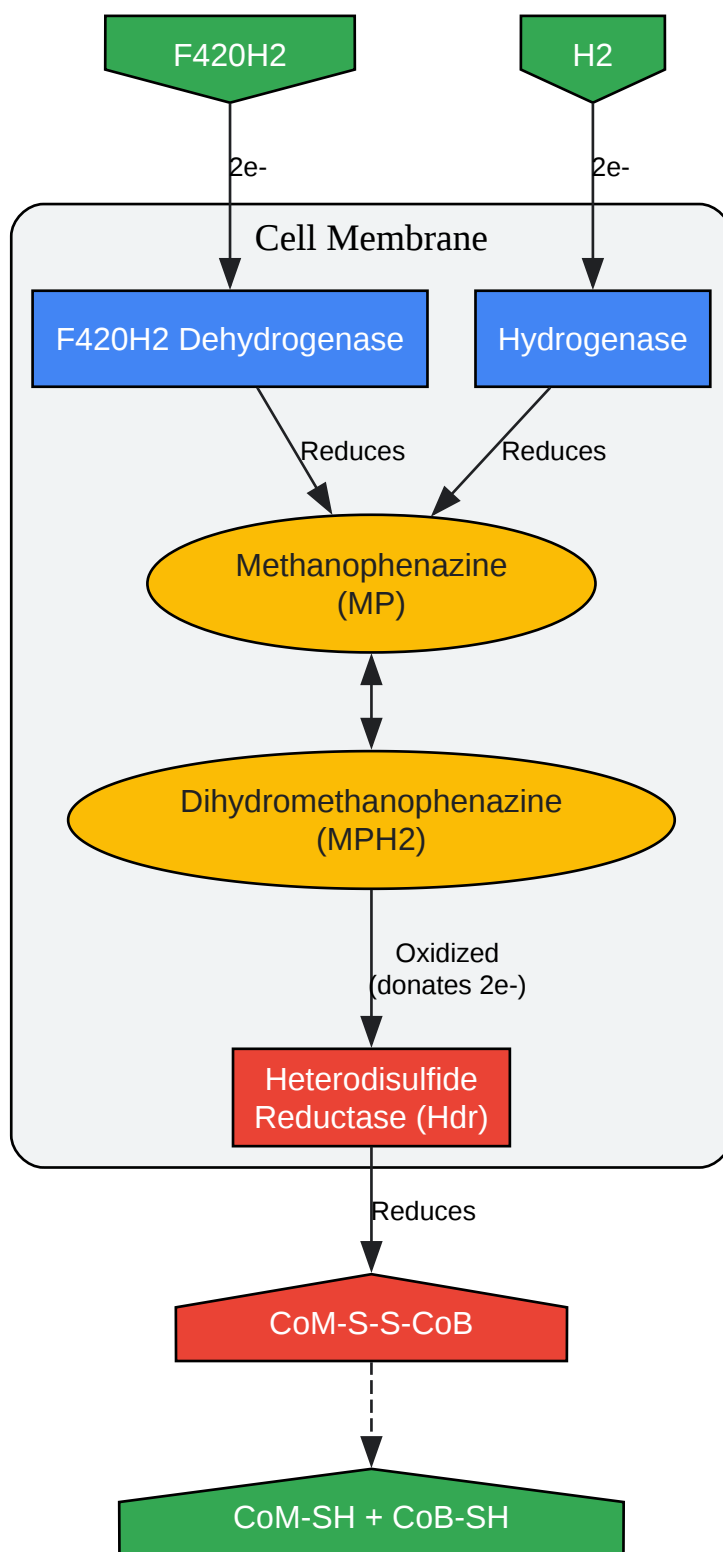 F420H2
H2
2e-
2e-
Cell Membrane
F420H2 Dehydrogenase
Hydrogenase
Reduces
Reduces
Methanophenazine
(MP)
Dihydromethanophenazine
(MPH2)
Oxidized
(donates 2e-)
Heterodisulfide
Reductase (Hdr)
Reduces
CoM-S-S-CoB
CoM-SH + CoB-SH